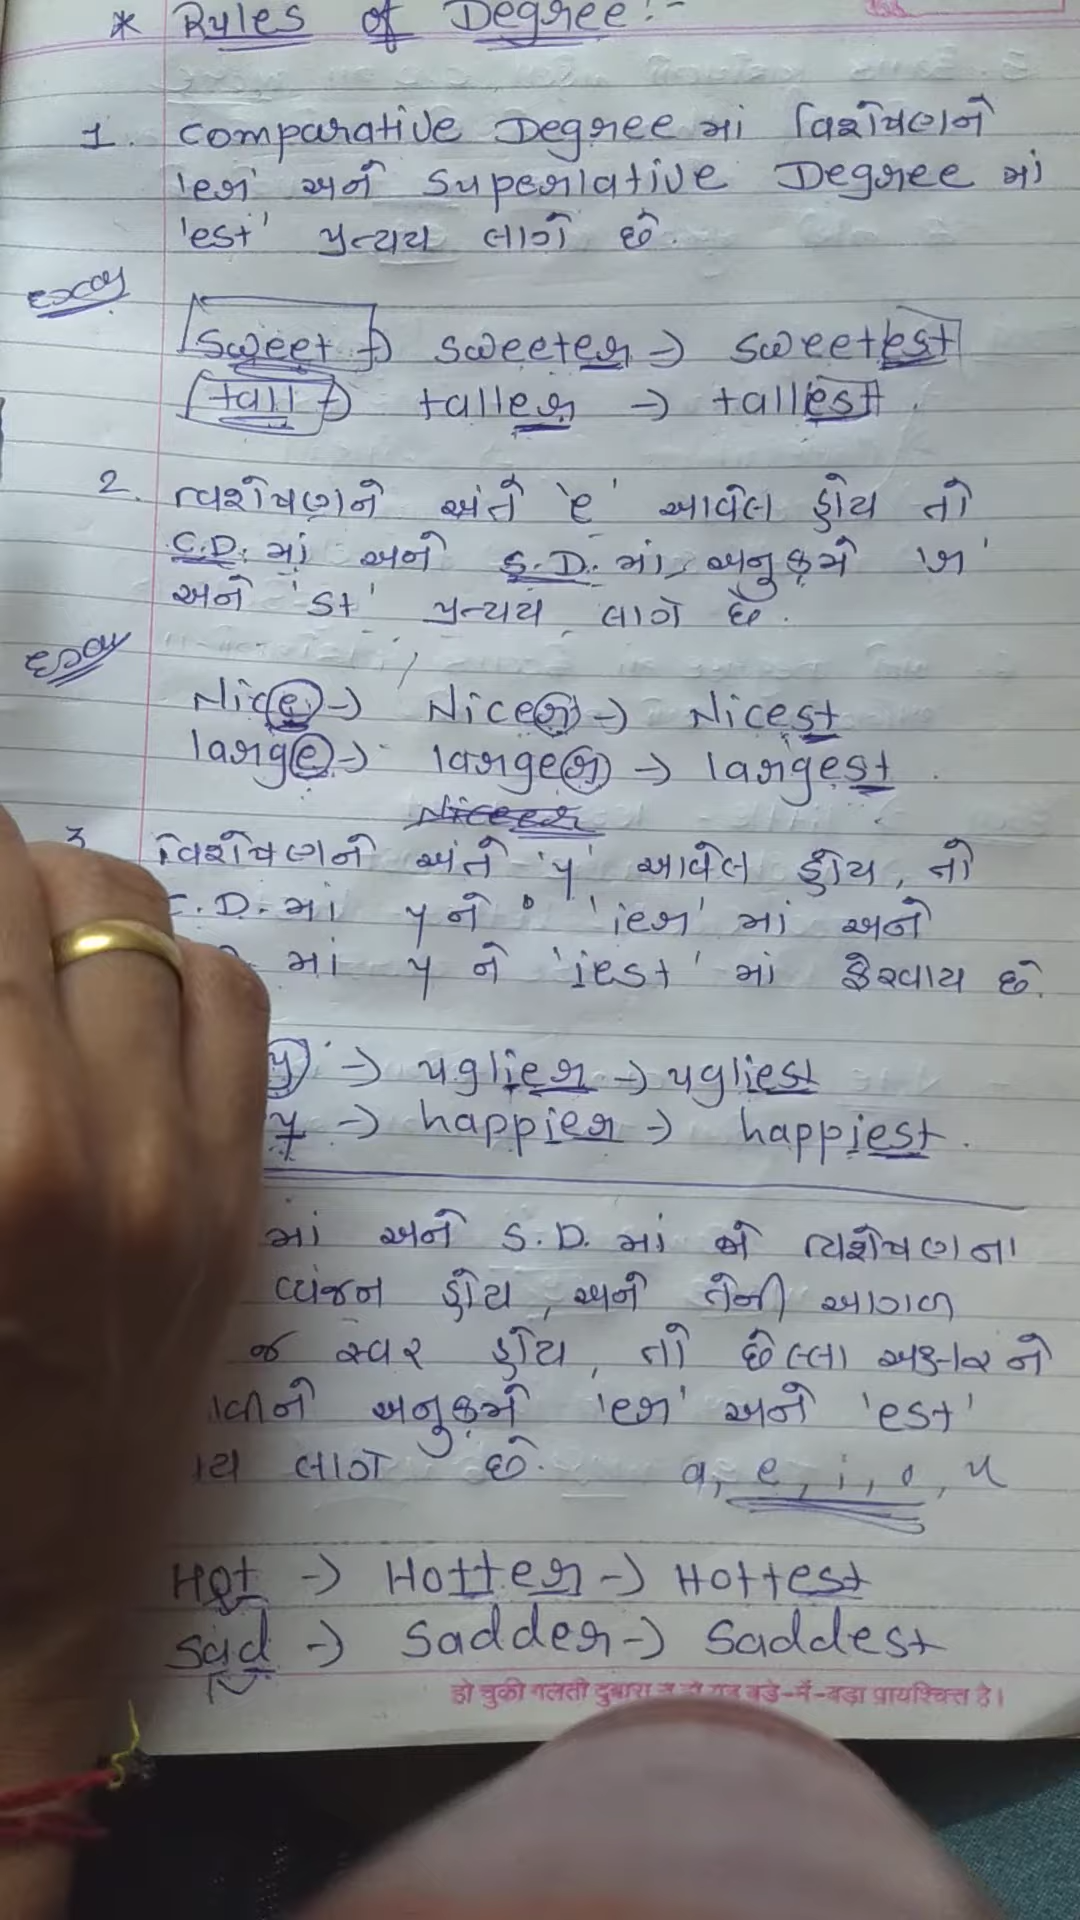 * Rules of Degree:-
1. Comparative Degree માં વિશેષણને
'er' અને Superlative Degree માં
'est' પ્રત્યય લાગે છે.
Sweet → sweeter → sweetest
tall → taller → tallest.
2. વિશેષણને અંતે 'e' આવેલ હોય તો
C.D. માં અને S.D. માં અનુક્રમે 'r'
અને 'st' પ્રત્યય લાગે છે.
Nice → Nicer → Nicest
large → larger → largest.
3 વિશેષણને અંતે 'y' આવેલ હોય, તો
.D. માં y ને 'ier' માં અને
માં y ને 'iest' માં ફેરવાય છે.
y → uglier → ugliest
y → happier → happiest.
માં અને S.D. માં જો વિશેષણના
વ્યંજન હોય, અને તેની આગળ
જ સ્વર હોય, તો છેલ્લા અક્ષર ને
અનુક્રમે 'er' અને 'est'
લાગે છે. a, e, i, o, u
Hot → Hotter → Hottest
Sad → Sadder → Saddest
हो चुकी गलती दुबारा न बड़े-में-बड़ा प्रायश्चित्त है।